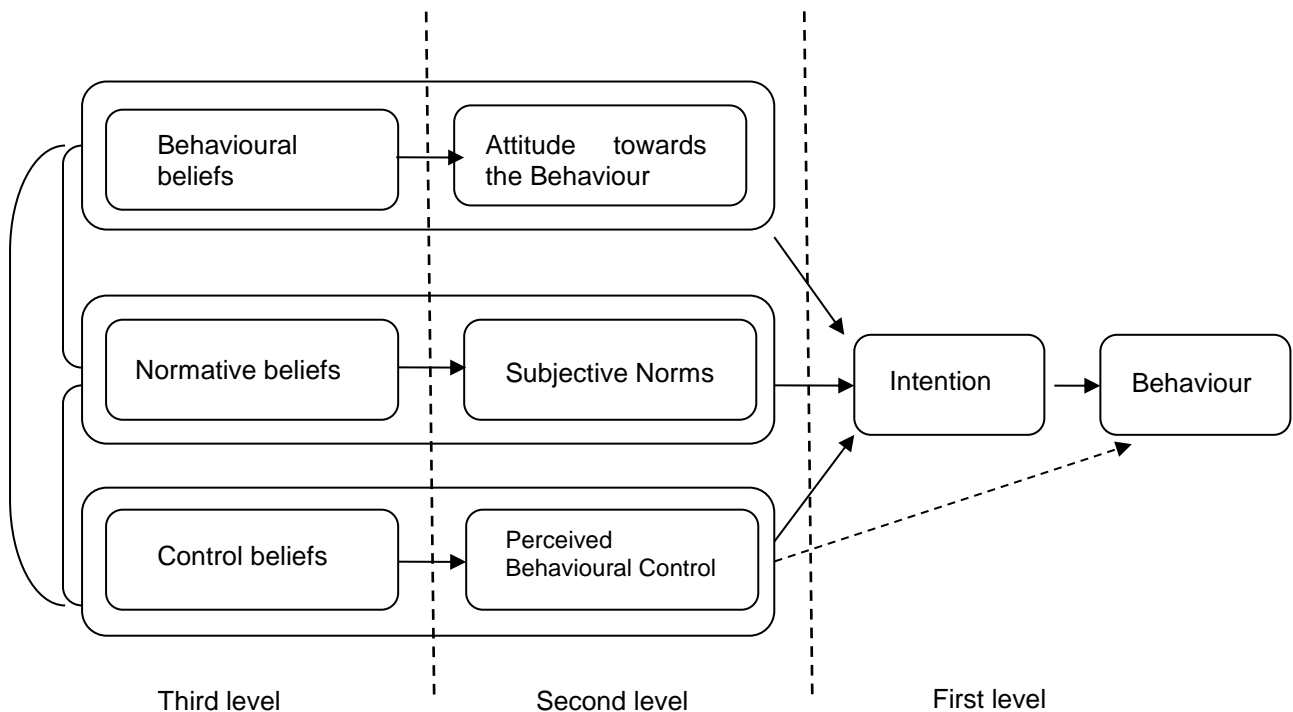 Behavioural
beliefs
Attitude towards
the Behaviour
Normative beliefs
Subjective Norms
Intention
Behaviour
Control beliefs
Perceived
Behavioural Control
Third level
Second level
First level